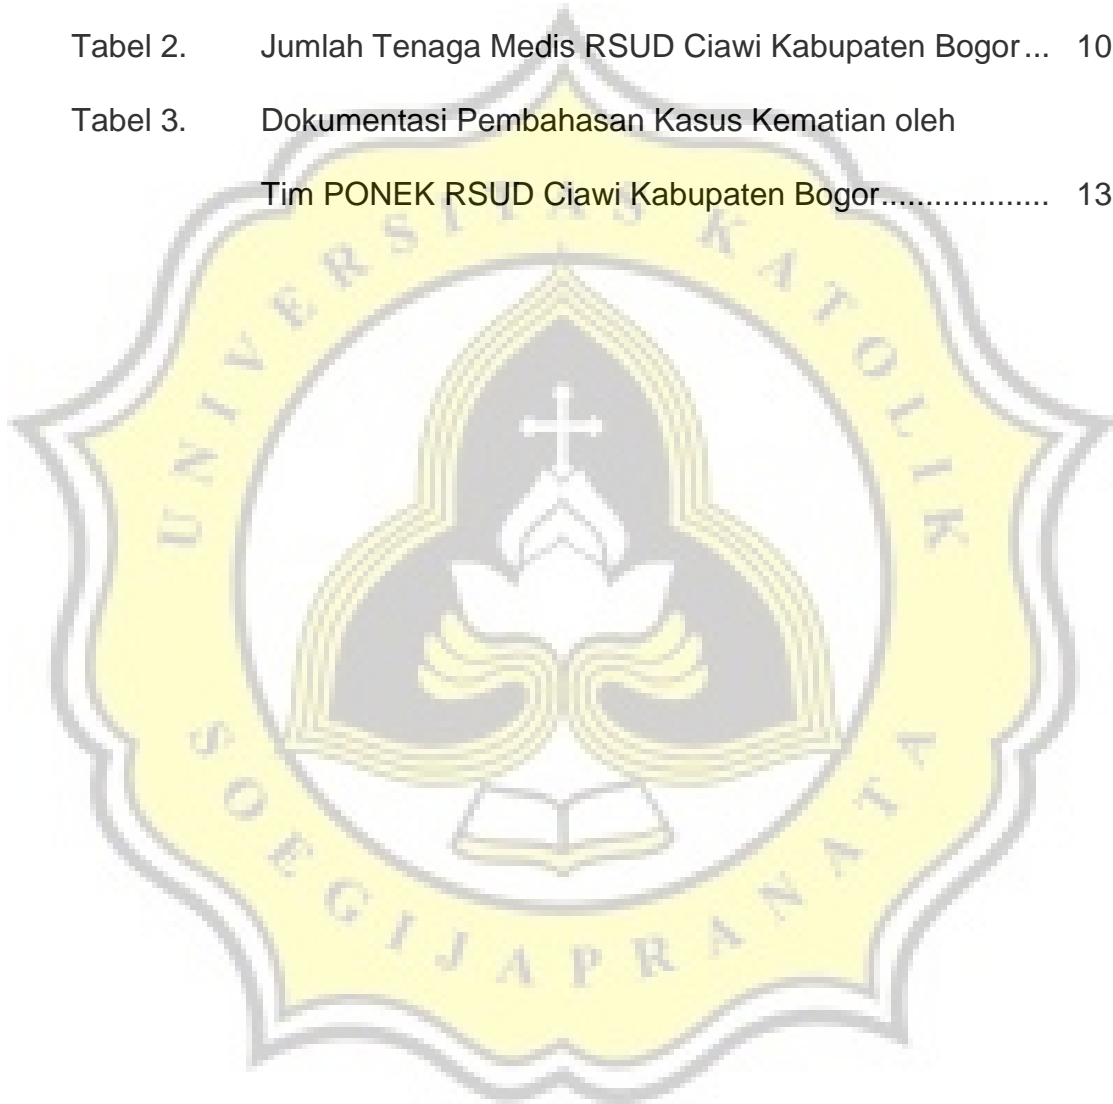 Tabel 2. Jumlah Tenaga Medis RSUD Ciawi Kabupaten Bogor... 10
Tabel 3. Dokumentasi Pembahasan Kasus Kematian oleh
Tim PONEK RSUD Ciawi Kabupaten Bogor................... 13
UNIVERSITAS KATOLIK
SOEGIJAPRANATA